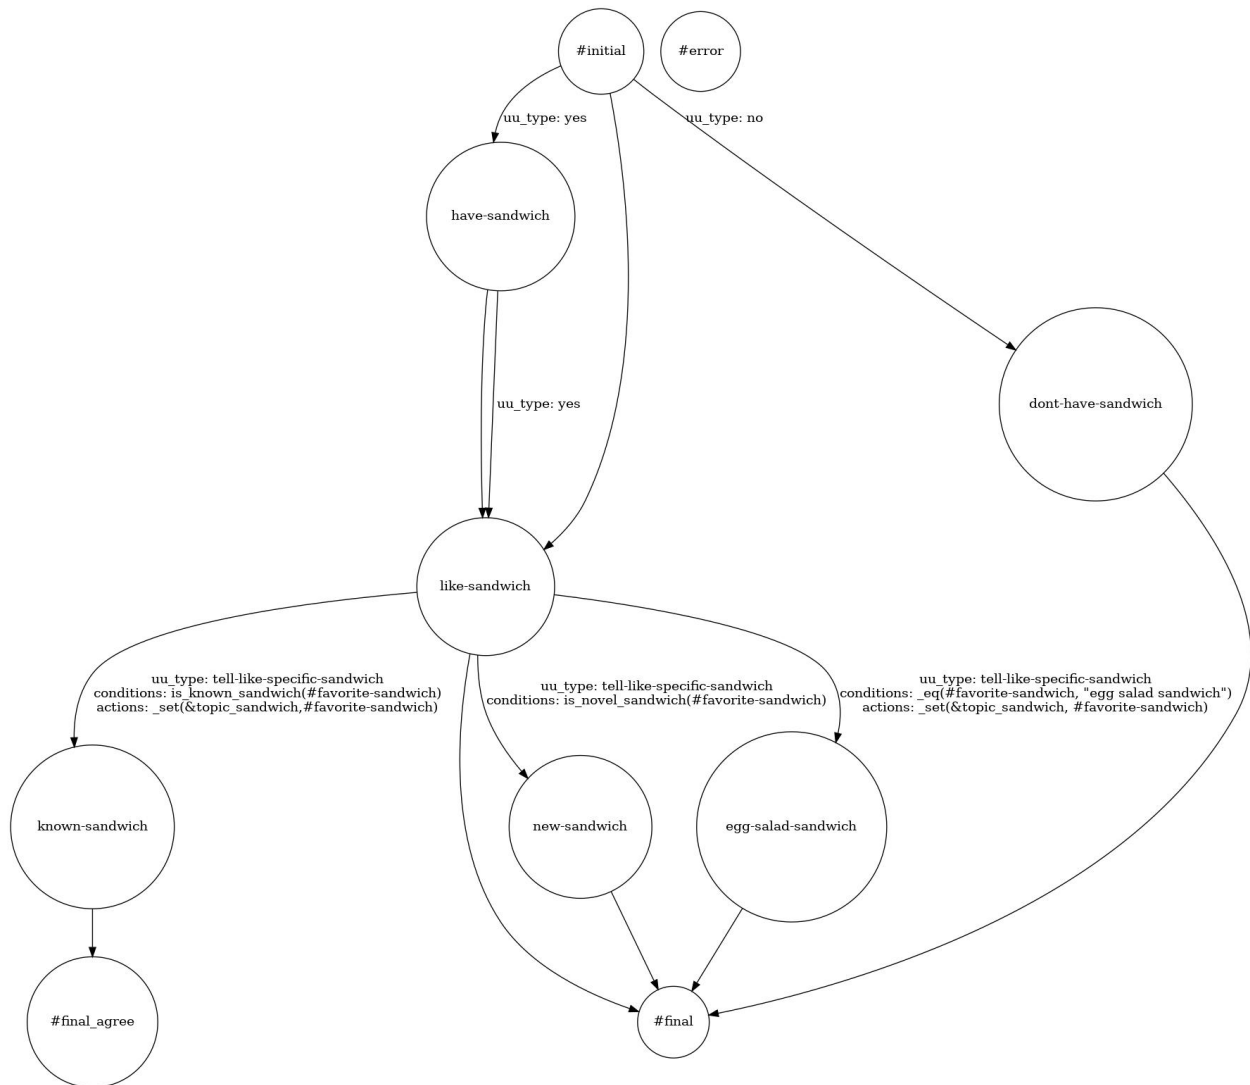 #initial
#error
uu_type: yes
uu_type: no
have-sandwich
uu_type: yes
dont-have-sandwich
like-sandwich
uu_type: tell-like-specific-sandwich
conditions: is_known_sandwich(#favorite-sandwich)
actions: _set(&topic_sandwich,#favorite-sandwich)
uu_type: tell-like-specific-sandwich
conditions: is_novel_sandwich(#favorite-sandwich)
uu_type: tell-like-specific-sandwich
conditions: _eq(#favorite-sandwich, "egg salad sandwich")
actions: _set(&topic_sandwich, #favorite-sandwich)
known-sandwich
new-sandwich
egg-salad-sandwich
#final_agree
#final